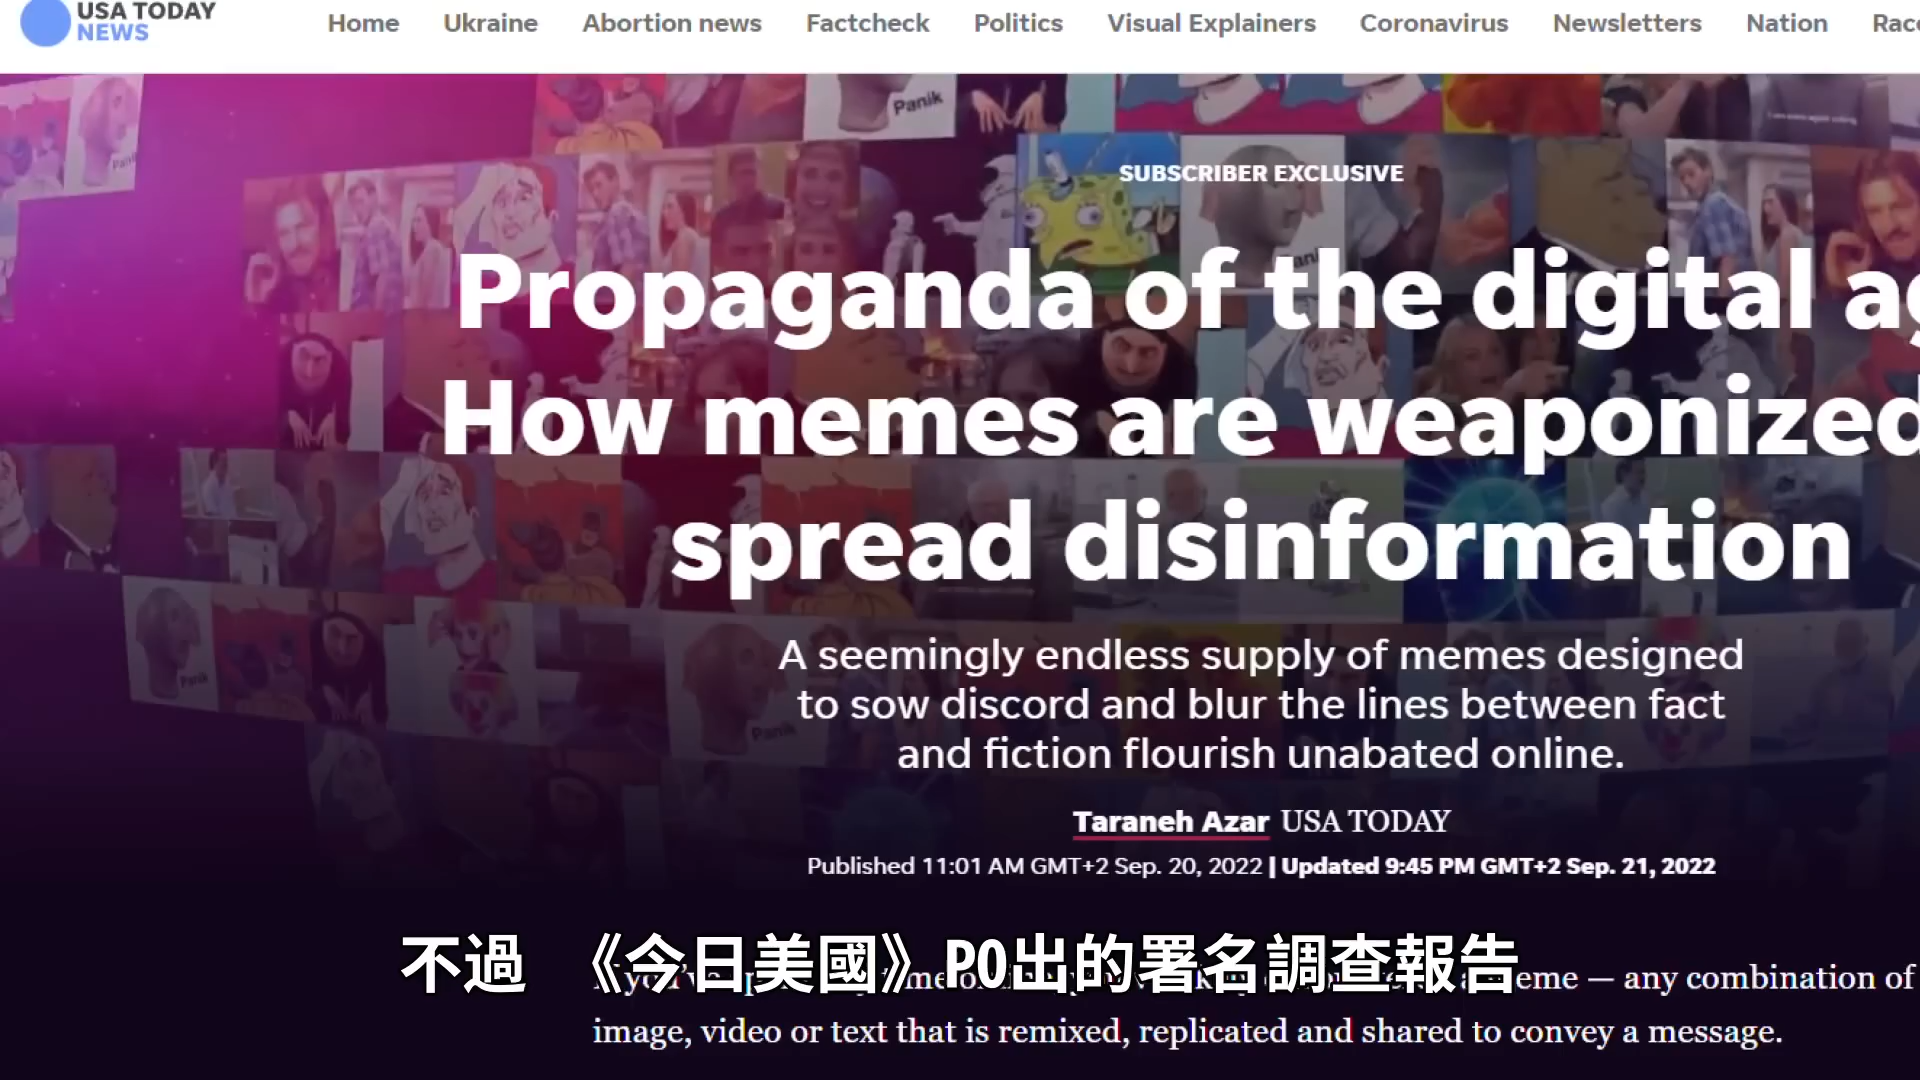 USA TODAY
NEWS
Home Ukraine Abortion news Factcheck Politics Visual Explainers Coronavirus Newsletters Nation
Panik
SUBSCRIBER EXCLUSIVE
Propaganda of the digital
How memes are weaponized
spread disinformation
A seemingly endless supply of memes designed
to sow discord and blur the lines between fact
and fiction flourish unabated online.
Taraneh Azar USA TODAY
Published 11:01 AM GMT+2 Sep. 20, 2022 | Updated 9:45 PM GMT+2 Sep. 21, 2022
不過 《今日美國》PO出的署名調查報告
— any combination of
image, video or text that is remixed, replicated and shared to convey a message.